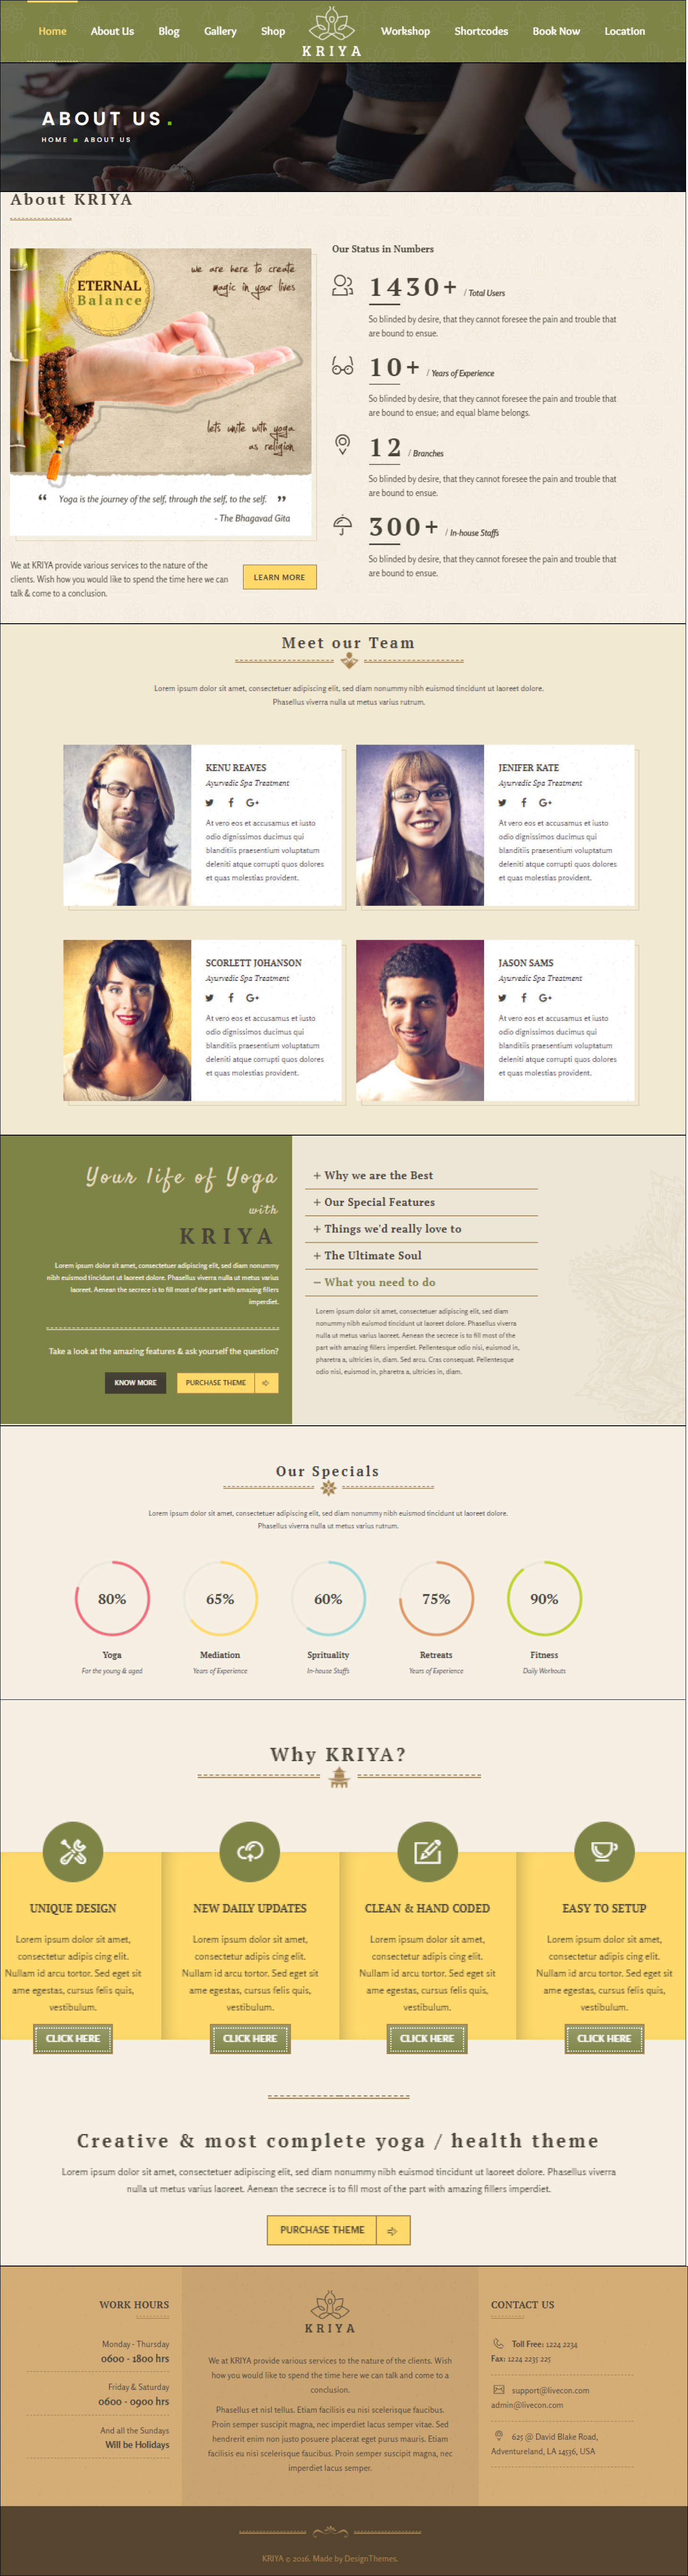 Home About Us Blog Gallery Shop KRIYA Workshop Shortcodes Book Now Location
ABOUT US.
HOME ABOUT US
About KRIYA
ETERNAL
Balance
we are here to create
magic in your lives
lets unite with yoga
as religion
“ Yoga is the journey of the self, through the self, to the self. ”
- The Bhagavad Gita
We at KRIYA provide various services to the nature of the
clients. Wish how you would like to spend the time here we can
talk & come to a conclusion.
LEARN MORE
Our Status in Numbers
1430+ / Total Users
So blinded by desire, that they cannot foresee the pain and trouble that
are bound to ensue.
10+ / Years of Experience
So blinded by desire, that they cannot foresee the pain and trouble that
are bound to ensue; and equal blame belongs.
12 / Branches
So blinded by desire, that they cannot foresee the pain and trouble that
are bound to ensue.
300+ / In-house Staffs
So blinded by desire, that they cannot foresee the pain and trouble that
are bound to ensue.
Meet our Team
Lorem ipsum dolor sit amet, consectetuer adipiscing elit, sed diam nonummy nibh euismod tincidunt ut laoreet dolore.
Phasellus viverra nulla ut metus varius rutrum.
KENU REAVES
Ayurvedic Spa Treatment
G+
At vero eos et accusamus et iusto
odio dignissimos ducimus qui
blanditiis praesentium voluptatum
deleniti atque corrupti quos dolores
et quas molestias provident.
JENIFER KATE
Ayurvedic Spa Treatment
G+
At vero eos et accusamus et iusto
odio dignissimos ducimus qui
blanditiis praesentium voluptatum
deleniti atque corrupti quos dolores
et quas molestias provident.
SCORLETT JOHANSON
Ayurvedic Spa Treatment
G+
At vero eos et accusamus et iusto
odio dignissimos ducimus qui
blanditiis praesentium voluptatum
deleniti atque corrupti quos dolores
et quas molestias provident.
JASON SAMS
Ayurvedic Spa Treatment
G+
At vero eos et accusamus et iusto
odio dignissimos ducimus qui
blanditiis praesentium voluptatum
deleniti atque corrupti quos dolores
et quas molestias provident.
Your life of Yoga
with
KRIYA
Lorem ipsum dolor sit amet, consectetuer adipiscing elit, sed diam nonummy
nibh euismod tincidunt ut laoreet dolore. Phasellus viverra nulla ut metus varius
laoreet. Aenean the secrece is to fill most of the part with amazing fillers
imperdiet.
Take a look at the amazing features & ask yourself the question?
KNOW MORE PURCHASE THEME
+ Why we are the Best
+ Our Special Features
+ Things we'd really love to
+ The Ultimate Soul
– What you need to do
Lorem ipsum dolor sit amet, consectetuer adipiscing elit, sed diam
nonummy nibh euismod tincidunt ut laoreet dolore. Phasellus viverra
nulla ut metus varius laoreet. Aenean the secrece is to fill most of the
part with amazing fillers imperdiet. Pellentesque odio nisi, euismod in,
pharetra a, ultricies in, diam. Sed arcu. Cras consequat. Pellentesque
odio nisi, euismod in, pharetra a, ultricies in, diam.
Our Specials
Lorem ipsum dolor sit amet, consectetuer adipiscing elit, sed diam nonummy nibh euismod tincidunt ut laoreet dolore.
Phasellus viverra nulla ut metus varius rutrum.
80% 65% 60% 75% 90%
Yoga Mediation Sprituality Retreats Fitness
For the young & aged Years of Experience In-house Staffs Years of Experience Daily Workouts
Why KRIYA?
UNIQUE DESIGN
Lorem ipsum dolor sit amet,
consectetur adipis cing elit.
Nullam id arcu tortor. Sed eget sit
ame egestas, cursus felis quis,
vestibulum.
CLICK HERE
NEW DAILY UPDATES
Lorem ipsum dolor sit amet,
consectetur adipis cing elit.
Nullam id arcu tortor. Sed eget sit
ame egestas, cursus felis quis,
vestibulum.
CLICK HERE
CLEAN & HAND CODED
Lorem ipsum dolor sit amet,
consectetur adipis cing elit.
Nullam id arcu tortor. Sed eget sit
ame egestas, cursus felis quis,
vestibulum.
CLICK HERE
EASY TO SETUP
Lorem ipsum dolor sit amet,
consectetur adipis cing elit.
Nullam id arcu tortor. Sed eget sit
ame egestas, cursus felis quis,
vestibulum.
CLICK HERE
Creative & most complete yoga / health theme
Lorem ipsum dolor sit amet, consectetuer adipiscing elit, sed diam nonummy nibh euismod tincidunt ut laoreet dolore. Phasellus viverra
nulla ut metus varius laoreet. Aenean the secrece is to fill most of the part with amazing fillers imperdiet.
PURCHASE THEME
WORK HOURS
Monday - Thursday
0600 - 1800 hrs
Friday & Saturday
0600 - 0900 hrs
And all the Sundays
Will be Holidays
KRIYA
We at KRIYA provide various services to the nature of the clients. Wish
how you would like to spend the time here we can talk and come to a
conclusion.
Phasellus et nisl tellus. Etiam facilisis eu nisi scelerisque faucibus.
Proin semper suscipit magna, nec imperdiet lacus semper vitae. Sed
hendrerit enim non justo posuere placerat eget purus mauris. Etiam
facilisis eu nisi scelerisque faucibus. Proin semper suscipit magna, nec
imperdiet lacus semper.
CONTACT US
Toll Free: 1224 2234
Fax: 1224 2235 225
support@livecon.com
admin@livecon.com
625 @ David Blake Road,
Adventureland, LA 14536, USA
KRIYA © 2016. Made by DesignThemes.